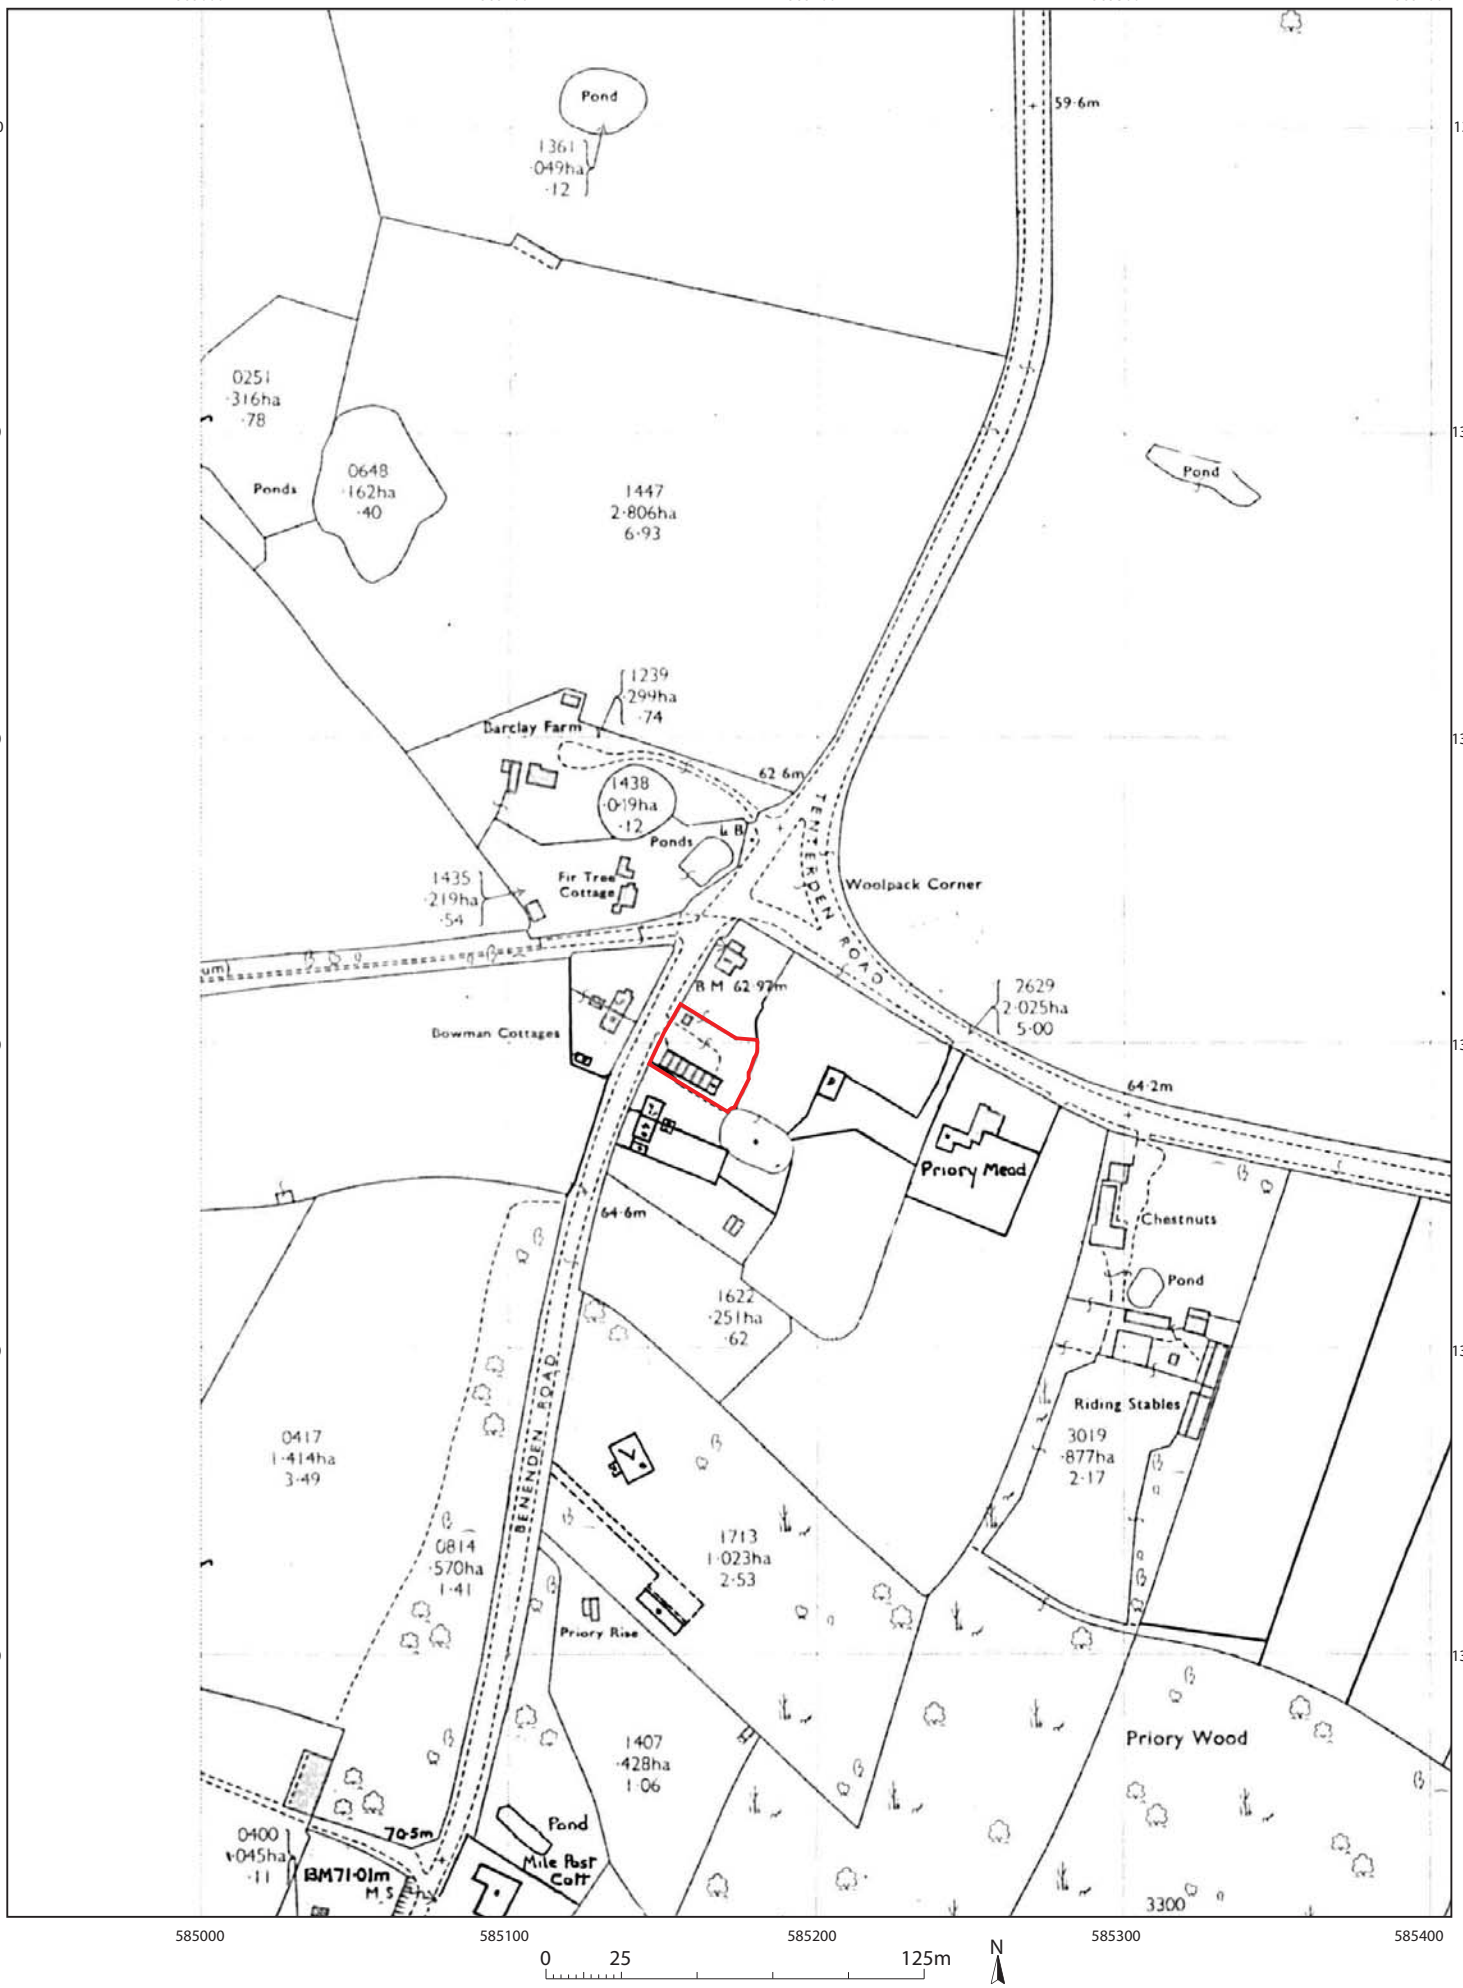 Pond
59·6m
1361
·049ha
·12
0251
·316ha
·78
Ponds
0648
·162ha
·40
1447
2·806ha
6·93
Pond
1239
·299ha
·74
Barclay Farm
62·6m
1438
·019ha
·12
Ponds
L B
TENTERDEN ROAD
Woolpack Corner
1435
·219ha
·54
Fir Tree
Cottage
um)
B M 62·97m
2629
2·025ha
5·00
Bowman Cottages
64·2m
Priory Mead
64·6m
Chestnuts
Pond
1622
·251ha
·62
BENENDEN ROAD
Riding Stables
3019
·877ha
2·17
0417
1·414ha
3·49
0814
·570ha
1·41
1713
1·023ha
2·53
Priory Rise
1407
·428ha
1·06
Priory Wood
70·5m
Pond
Mile Post
Cott
0400
·045ha
·11
BM71·01m
M S
3300
585000
585100
585200
585300
585400
0
25
125m
N